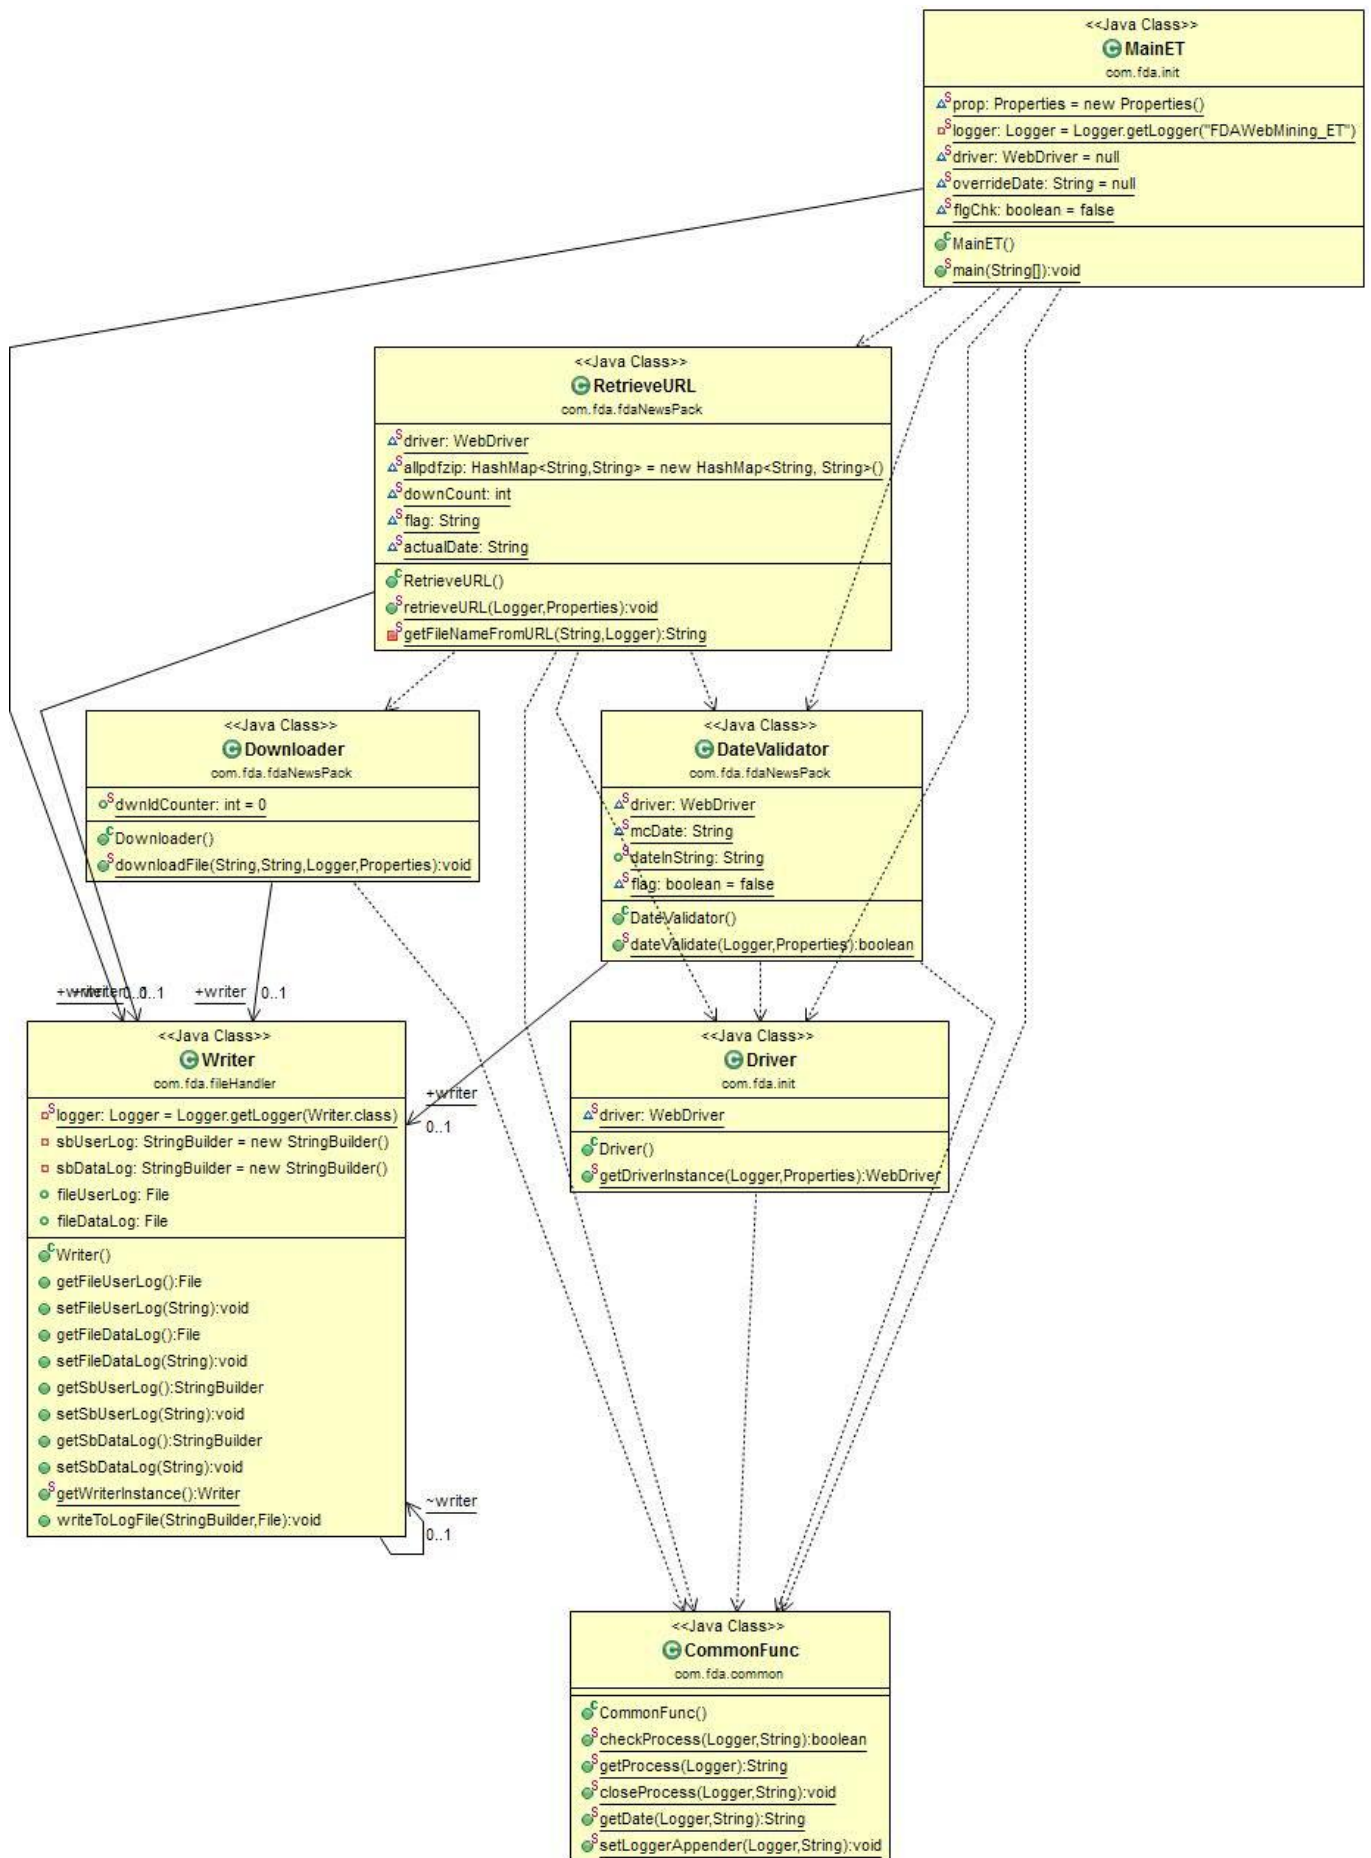 <<Java Class>>
MainET
com.fda.init
prop: Properties = new Properties()
logger: Logger = Logger.getLogger("FDAWebMining_ET")
driver: WebDriver = null
overrideDate: String = null
flgChk: boolean = false
MainET()
main(String[]):void
<<Java Class>>
RetrieveURL
com.fda.fdaNewsPack
driver: WebDriver
allpdfzip: HashMap<String,String> = new HashMap<String, String>()
downCount: int
flag: String
actualDate: String
RetrieveURL()
retrieveURL(Logger,Properties):void
getFileNameFromURL(String,Logger):String
<<Java Class>>
Downloader
com.fda.fdaNewsPack
dwnldCounter: int = 0
Downloader()
downloadFile(String,String,Logger,Properties):void
<<Java Class>>
DateValidator
com.fda.fdaNewsPack
driver: WebDriver
mcDate: String
dateInString: String
flag: boolean = false
DateValidator()
dateValidate(Logger,Properties):boolean
+writer 0..1
+writer 0..1
<<Java Class>>
Writer
com.fda.fileHandler
logger: Logger = Logger.getLogger(Writer.class)
sbUserLog: StringBuilder = new StringBuilder()
sbDataLog: StringBuilder = new StringBuilder()
fileUserLog: File
fileDataLog: File
Writer()
getFileUserLog():File
setFileUserLog(String):void
getFileDataLog():File
setFileDataLog(String):void
getSbUserLog():StringBuilder
setSbUserLog(String):void
getSbDataLog():StringBuilder
setSbDataLog(String):void
getWriterInstance():Writer
writeToLogFile(StringBuilder,File):void
+writer
0..1
~writer
0..1
<<Java Class>>
Driver
com.fda.init
driver: WebDriver
Driver()
getDriverInstance(Logger,Properties):WebDriver
<<Java Class>>
CommonFunc
com.fda.common
CommonFunc()
checkProcess(Logger,String):boolean
getProcess(Logger):String
closeProcess(Logger,String):void
getDate(Logger,String):String
setLoggerAppender(Logger,String):void